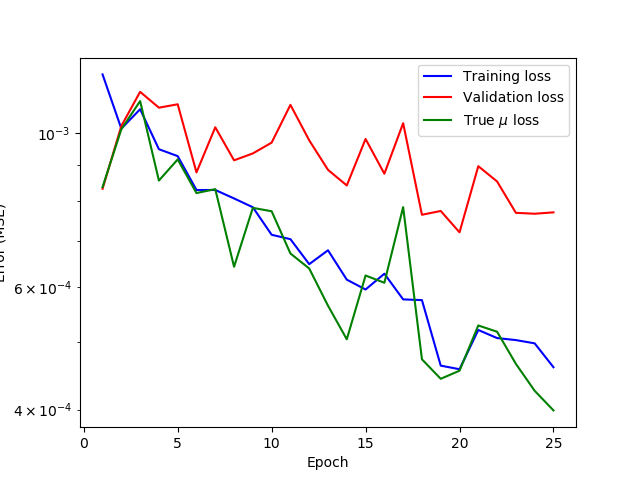 Training loss
Validation loss
True μ loss
10⁻³
6 × 10⁻⁴
4 × 10⁻⁴
0 5 10 15 20 25
Epoch
(MSE)